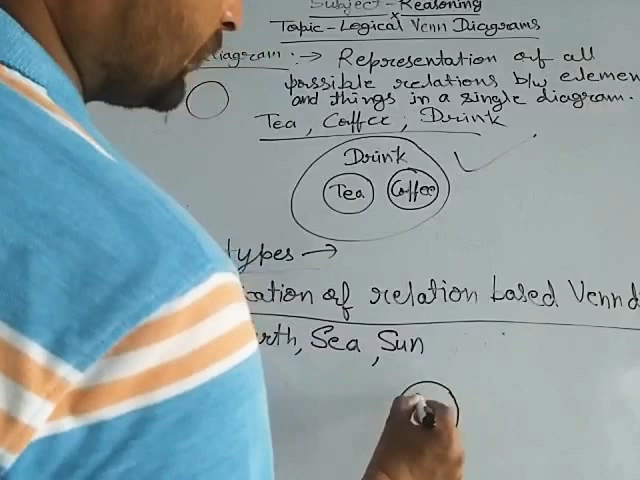 Subject - Reasoning
Topic - Logical Venn Diagrams
diagram :→ Representation of all
possible relations b/w elemen
and things in a single diagram.
Tea, Coffee, Drink
Drink
Tea Coffee
types →
cation of relation based Venn d
rth, Sea, Sun